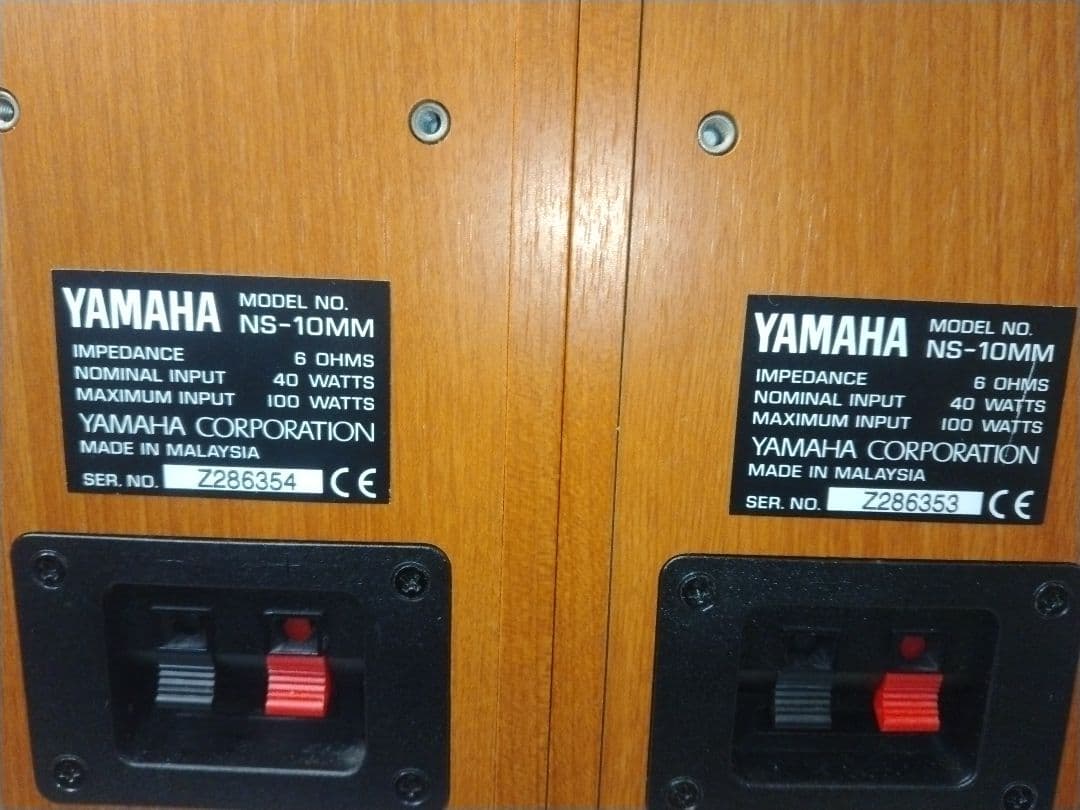 YAMAHA MODEL NO.
NS-10MM
IMPEDANCE 6 OHMS
NOMINAL INPUT 40 WATTS
MAXIMUM INPUT 100 WATTS
YAMAHA CORPORATION
MADE IN MALAYSIA
SER. NO. Z286354 CE
YAMAHA MODEL NO.
NS-10MM
IMPEDANCE 6 OHMS
NOMINAL INPUT 40 WATTS
MAXIMUM INPUT 100 WATTS
YAMAHA CORPORATION
MADE IN MALAYSIA
SER. NO. Z286353 CE